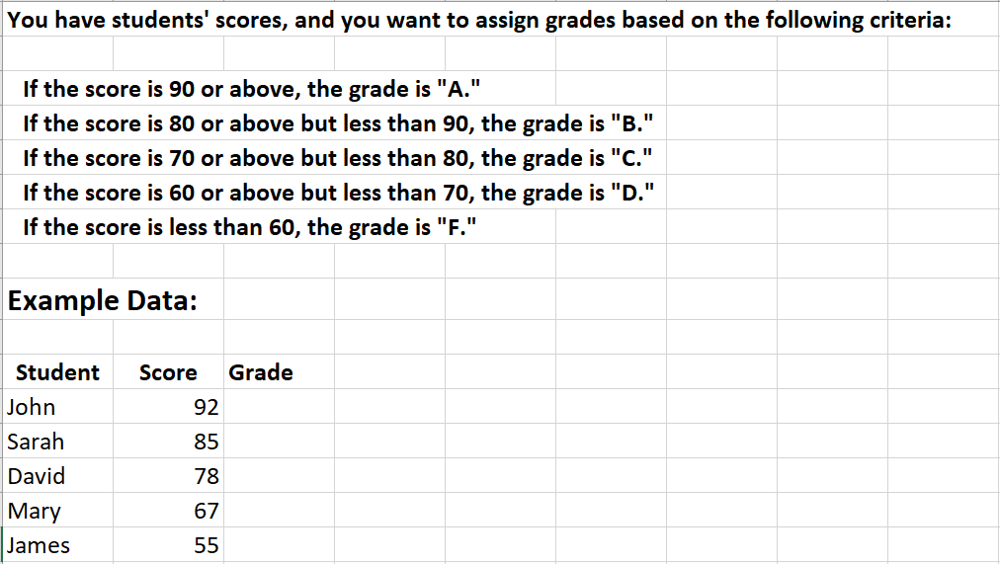 You have students' scores, and you want to assign grades based on the following criteria:
If the score is 90 or above, the grade is "A."
If the score is 80 or above but less than 90, the grade is "B."
If the score is 70 or above but less than 80, the grade is "C."
If the score is 60 or above but less than 70, the grade is "D."
If the score is less than 60, the grade is "F."
Example Data:
Student Score Grade
John 92
Sarah 85
David 78
Mary 67
James 55